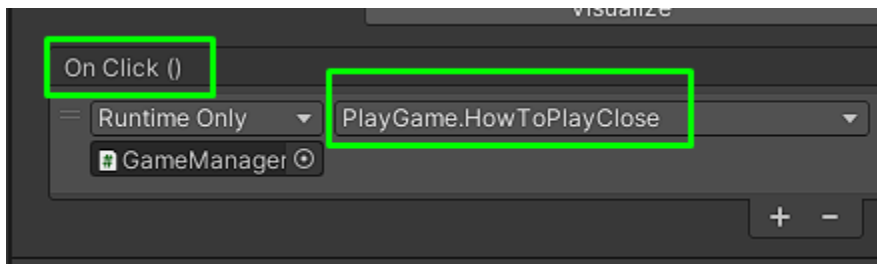 Visualize
On Click ()
Runtime Only PlayGame.HowToPlayClose
# GameManager
+ -